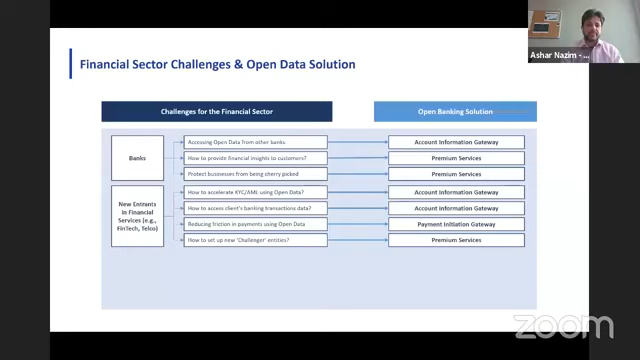 Financial Sector Challenges & Open Data Solution
Challenges for the Financial Sector
Open Banking Solution
Banks
Accessing Open Data from other banks
Account Information Gateway
How to provide financial insights to customers?
Premium Services
Protect businesses from being cherry picked
Premium Services
New Entrants
in Financial
Services (e.g.,
FinTech, Telco)
How to accelerate KYC/AML using Open Data?
Account Information Gateway
How to access client's banking transactions data?
Account Information Gateway
Reducing friction in payments using Open Data
Payment Initiation Gateway
How to set up new 'Challenger' entities?
Premium Services
Ashar Nazim - ...
zoom